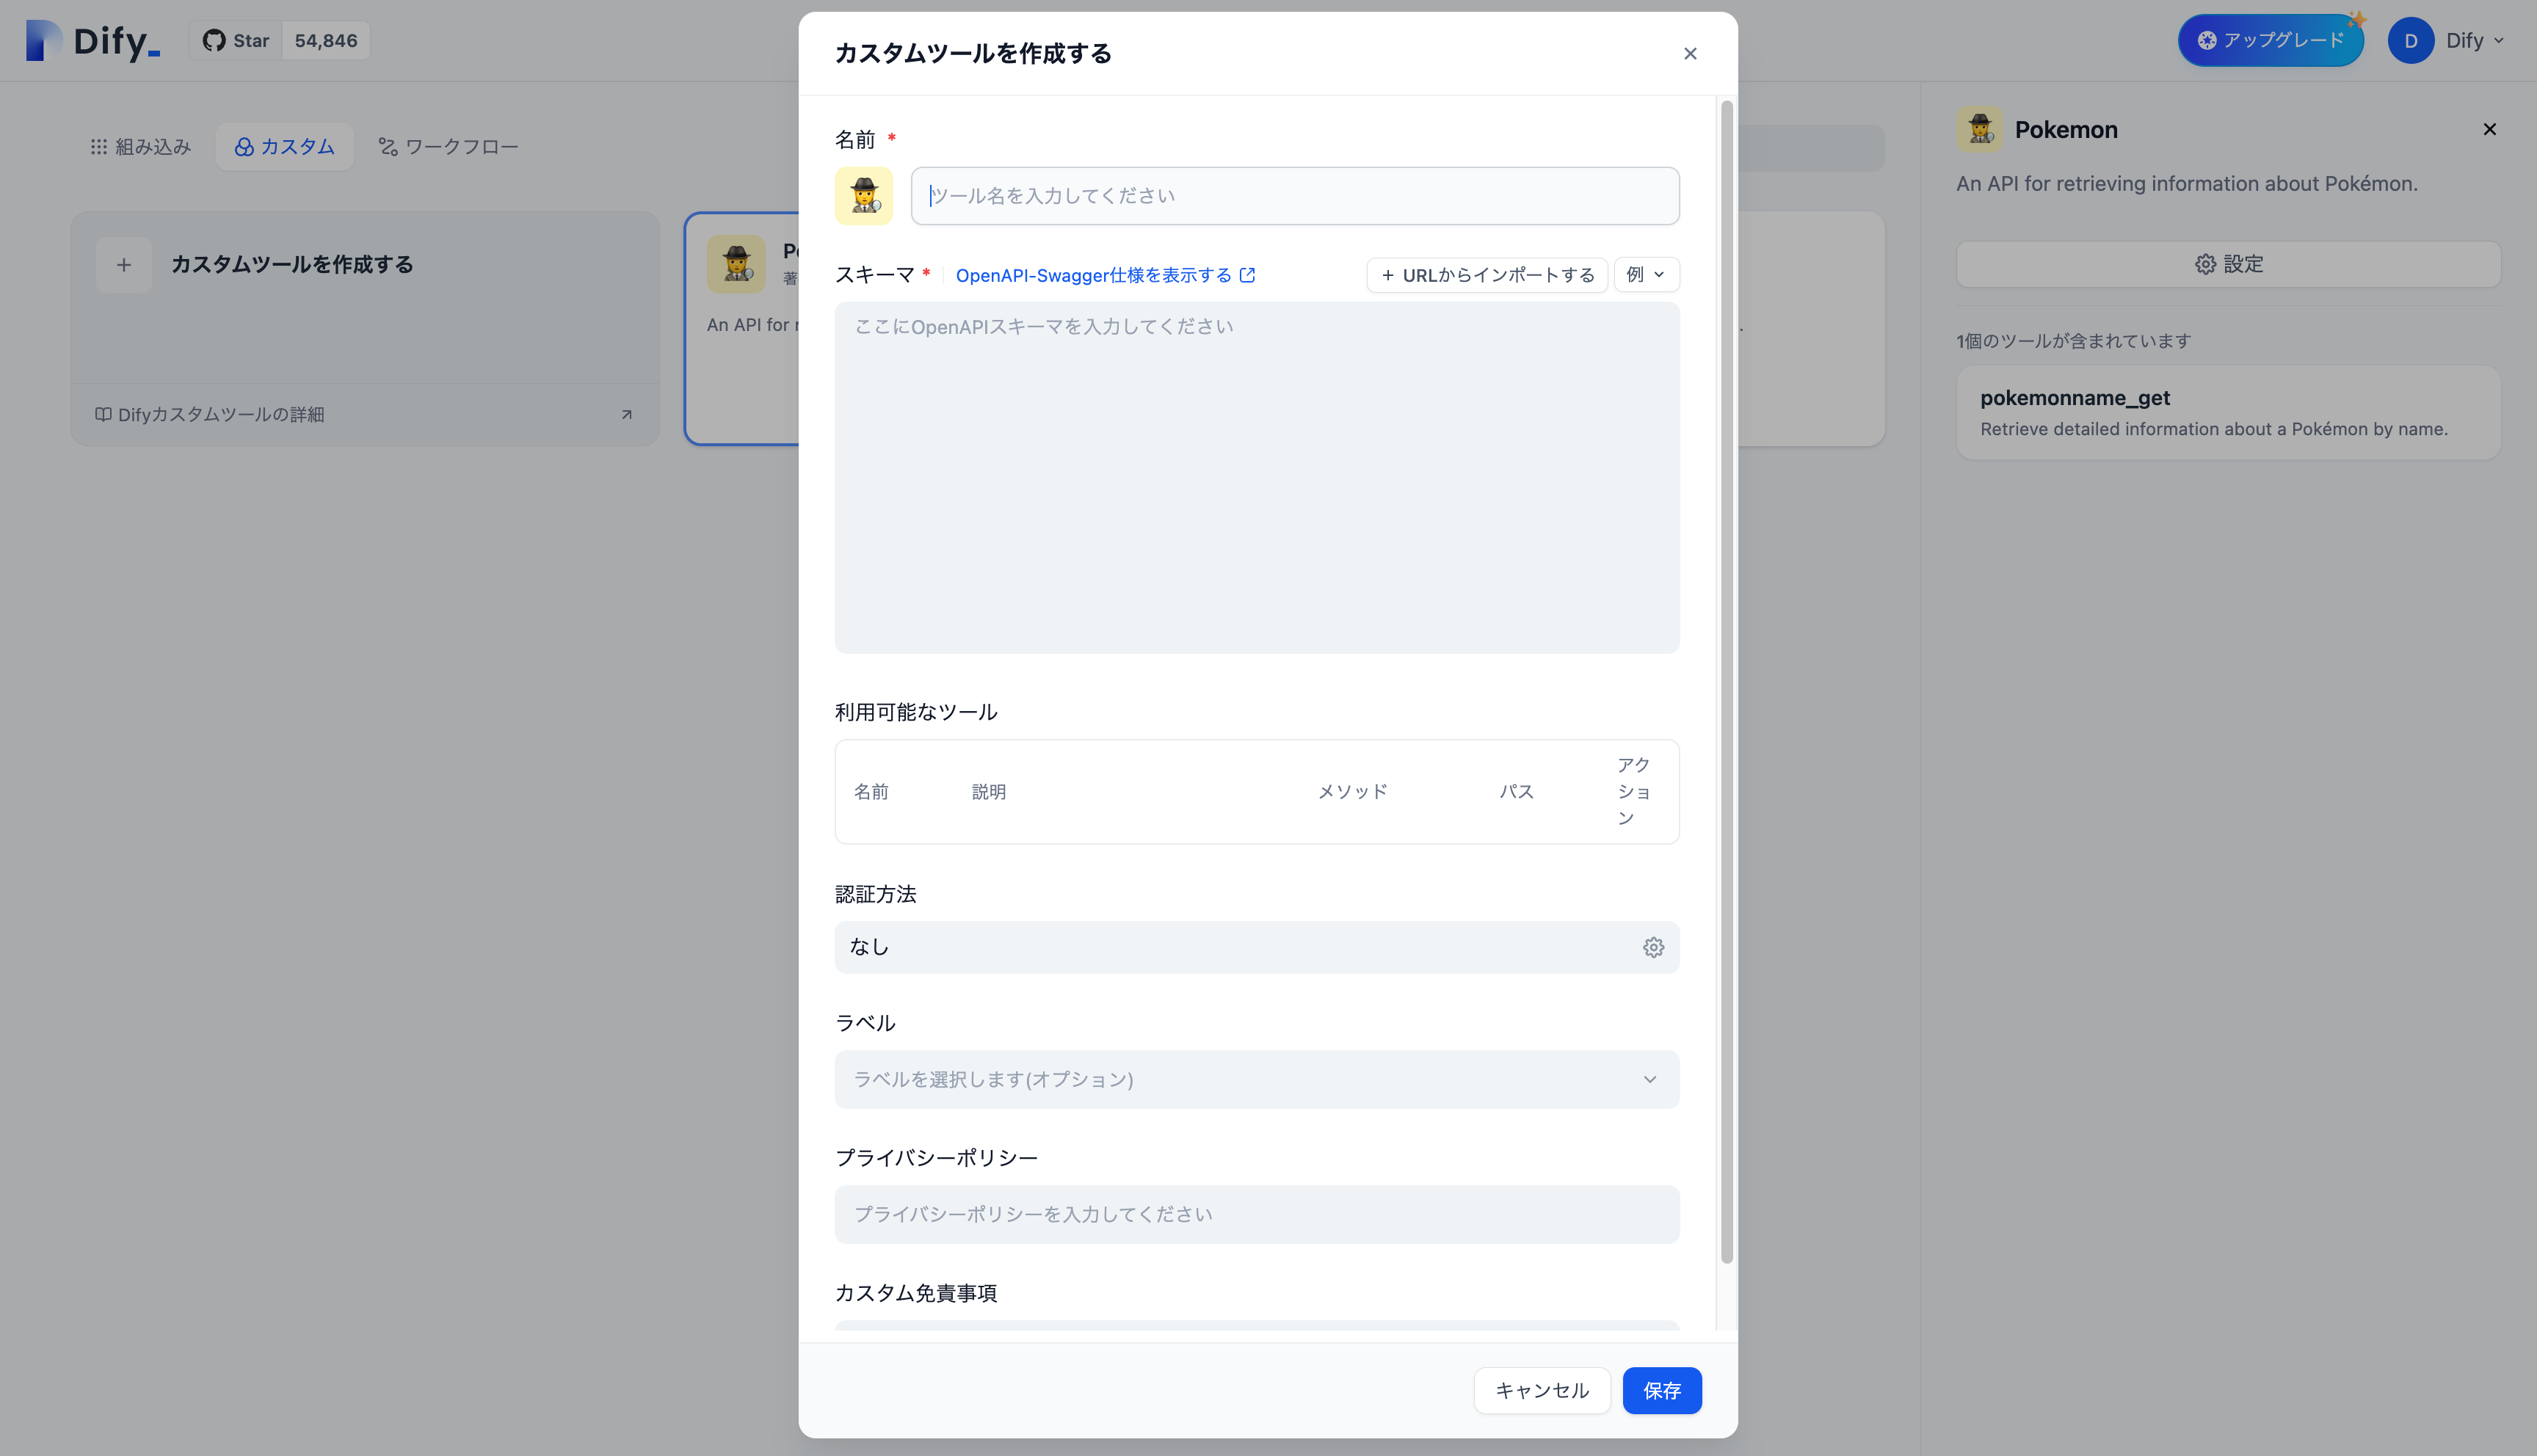 Dify_
Star 54,846
アップグレード
D Dify
組み込み カスタム ワークフロー
カスタムツールを作成する
Difyカスタムツールの詳細
著
An API for
カスタムツールを作成する
名前 *
ツール名を入力してください
スキーマ * OpenAPI-Swagger仕様を表示する + URLからインポートする 例
ここにOpenAPIスキーマを入力してください
利用可能なツール
名前 説明 メソッド パス アクション
認証方法
なし
ラベル
ラベルを選択します(オプション)
プライバシーポリシー
プライバシーポリシーを入力してください
カスタム免責事項
キャンセル 保存
Pokemon
An API for retrieving information about Pokémon.
設定
1個のツールが含まれています
pokemonname_get
Retrieve detailed information about a Pokémon by name.